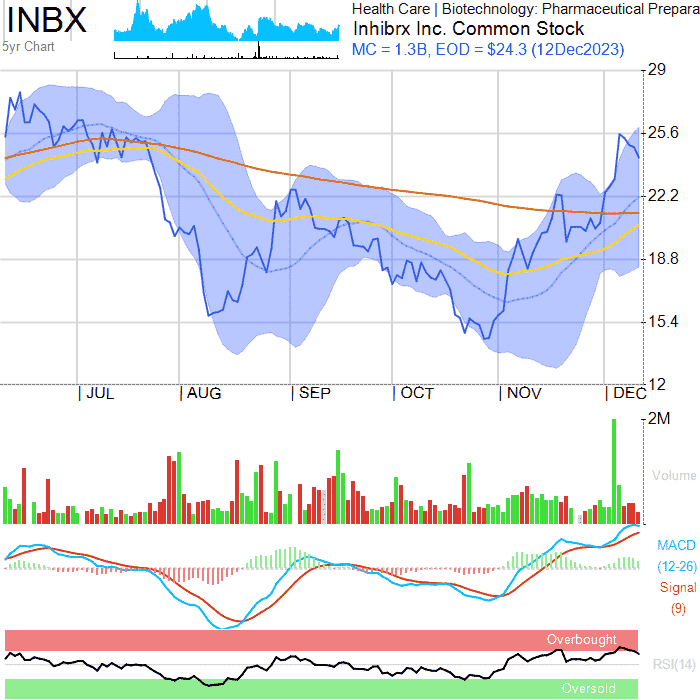 INBX
5yr Chart
Health Care | Biotechnology: Pharmaceutical Prepara
Inhibrx Inc. Common Stock
MC = 1.3B, EOD = $24.3 (12Dec2023)
29
25.6
22.2
18.8
15.4
12
| JUL | AUG | SEP | OCT | NOV | DEC
2M
Volume
MACD
(12-26)
Signal
(9)
Overbought
RSI(14)
Oversold